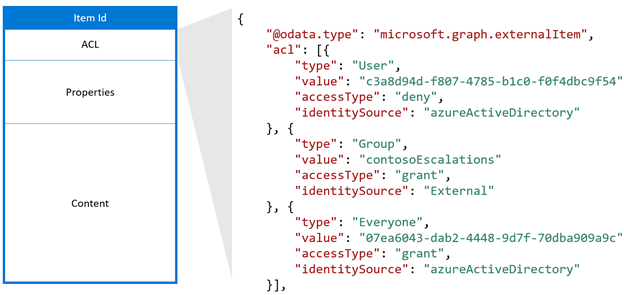 Item Id
ACL
Properties
Content
{
"@odata.type": "microsoft.graph.externalItem",
"acl": [{
"type": "User",
"value": "c3a8d94d-f807-4785-b1c0-f0f4dbc9f54"
"accessType": "deny",
"identitySource": "azureActiveDirectory"
}, {
"type": "Group",
"value": "contosoEscalations"
"accessType": "grant",
"identitySource": "External"
}, {
"type": "Everyone",
"value": "07ea6043-dab2-4448-9d7f-70dba909a9c"
"accessType": "grant",
"identitySource": "azureActiveDirectory"
}],